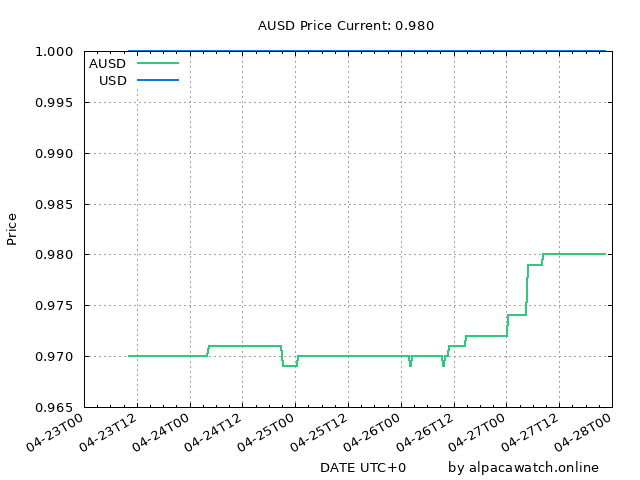 AUSD Price Current: 0.980
1.000
0.995
0.990
0.985
0.980
0.975
0.970
0.965
Price
AUSD
USD
04-23T00
04-23T12
04-24T00
04-24T12
04-25T00
04-25T12
04-26T00
04-26T12
04-27T00
04-27T12
04-28T00
DATE UTC+0
by alpacawatch.online